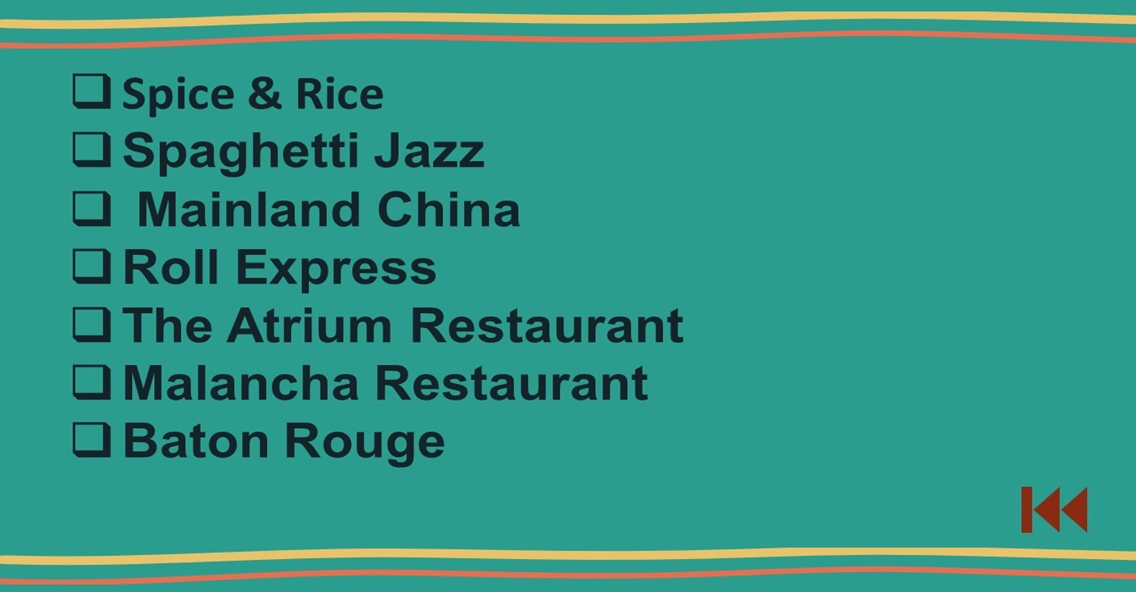 ❑ Spice & Rice
❑ Spaghetti Jazz
❑ Mainland China
❑ Roll Express
❑ The Atrium Restaurant
❑ Malancha Restaurant
❑ Baton Rouge